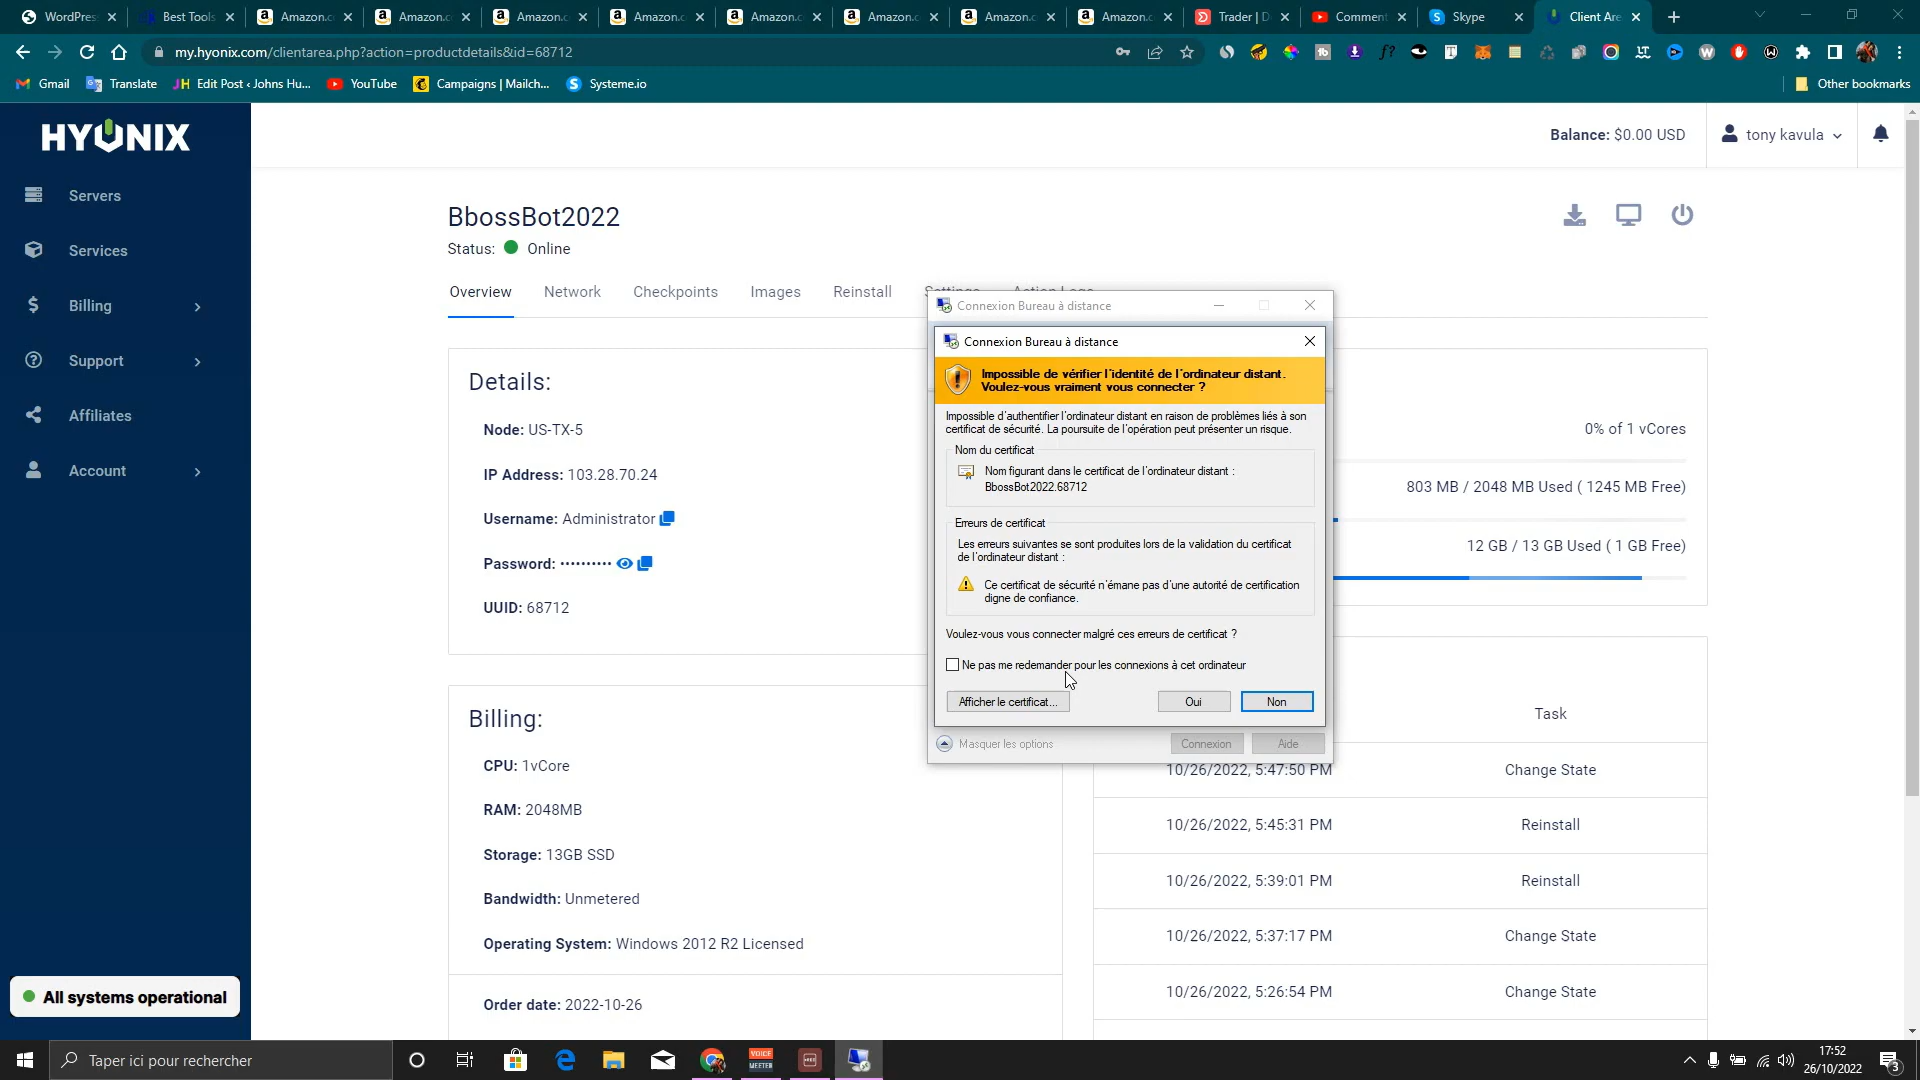 WordPres
Best Tools
Amazon.c
Amazon.c
Amazon.c
Amazon.c
Amazon.c
Amazon.c
Amazon.c
Amazon.c
Trader | D
Comment
Skype
Client Are
my.hyonix.com/clientarea.php?action=productdetails&id=68712
Gmail
Translate
Edit Post ‹ Johns Hu...
YouTube
Campaigns | Mailch...
Systeme.io
Other bookmarks
HYONIX
Balance: $0.00 USD
tony kavula
Servers
Services
Billing
Support
Affiliates
Account
BbossBot2022
Status: Online
Overview
Network
Checkpoints
Images
Reinstall
Settings
Action Logs
Details:
Node: US-TX-5
IP Address: 103.28.70.24
Username: Administrator
Password: ••••••••••
UUID: 68712
0% of 1 vCores
803 MB / 2048 MB Used ( 1245 MB Free)
12 GB / 13 GB Used ( 1 GB Free)
Connexion Bureau à distance
Connexion Bureau à distance
Impossible de vérifier l'identité de l'ordinateur distant.
Voulez-vous vraiment vous connecter ?
Impossible d'authentifier l'ordinateur distant en raison de problèmes liés à son
certificat de sécurité. La poursuite de l'opération peut présenter un risque.
Nom du certificat
Nom figurant dans le certificat de l'ordinateur distant :
BbossBot2022.68712
Erreurs de certificat
Les erreurs suivantes se sont produites lors de la validation du certificat
de l'ordinateur distant :
Ce certificat de sécurité n'émane pas d'une autorité de certification
digne de confiance.
Voulez-vous vous connecter malgré ces erreurs de certificat ?
Ne pas me redemander pour les connexions à cet ordinateur
Afficher le certificat...
Oui
Non
Masquer les options
Connexion
Aide
Billing:
CPU: 1vCore
RAM: 2048MB
Storage: 13GB SSD
Bandwidth: Unmetered
Operating System: Windows 2012 R2 Licensed
Order date: 2022-10-26
Task
10/26/2022, 5:47:50 PM
Change State
10/26/2022, 5:45:31 PM
Reinstall
10/26/2022, 5:39:01 PM
Reinstall
10/26/2022, 5:37:17 PM
Change State
10/26/2022, 5:26:54 PM
Change State
All systems operational
Taper ici pour rechercher
VOICE
MEETER
17:52
26/10/2022
3